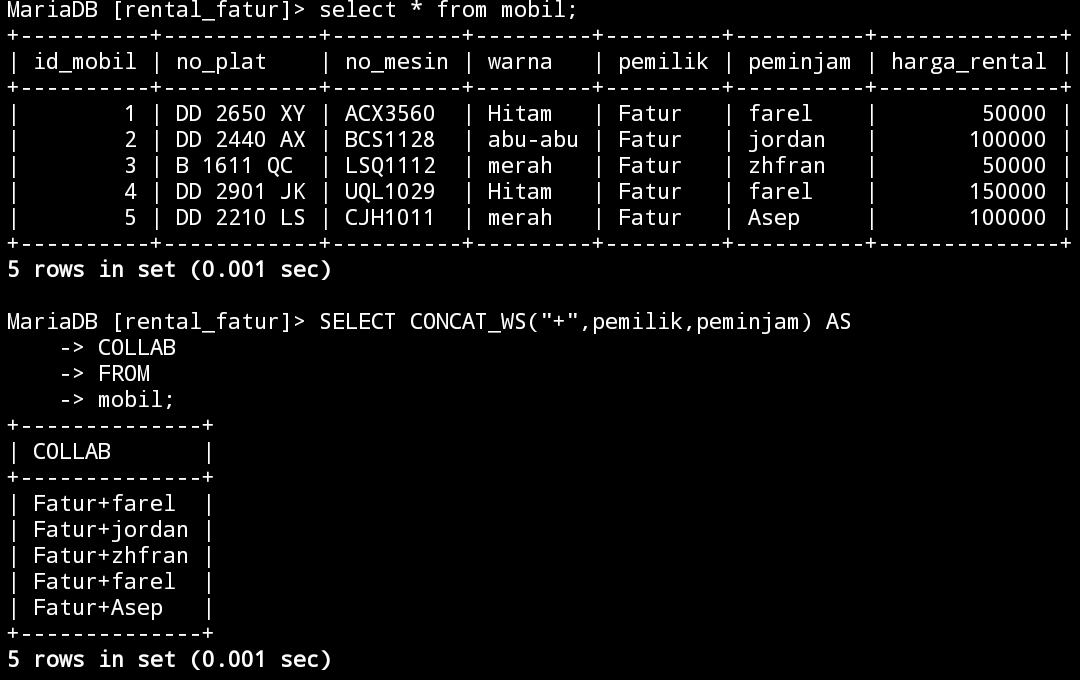 MariaDB [rental_fatur]> select * from mobil;
+----------+------------+----------+---------+---------+----------+--------------+
| id_mobil | no_plat    | no_mesin | warna   | pemilik | peminjam | harga_rental |
+----------+------------+----------+---------+---------+----------+--------------+
|        1 | DD 2650 XY | ACX3560  | Hitam   | Fatur   | farel    |        50000 |
|        2 | DD 2440 AX | BCS1128  | abu-abu | Fatur   | jordan   |       100000 |
|        3 | B 1611 QC  | LSQ1112  | merah   | Fatur   | zhfran   |        50000 |
|        4 | DD 2901 JK | UQL1029  | Hitam   | Fatur   | farel    |       150000 |
|        5 | DD 2210 LS | CJH1011  | merah   | Fatur   | Asep     |       100000 |
+----------+------------+----------+---------+---------+----------+--------------+
5 rows in set (0.001 sec)

MariaDB [rental_fatur]> SELECT CONCAT_WS("+",pemilik,peminjam) AS
    -> COLLAB
    -> FROM
    -> mobil;
+--------------+
| COLLAB       |
+--------------+
| Fatur+farel  |
| Fatur+jordan |
| Fatur+zhfran |
| Fatur+farel  |
| Fatur+Asep   |
+--------------+
5 rows in set (0.001 sec)